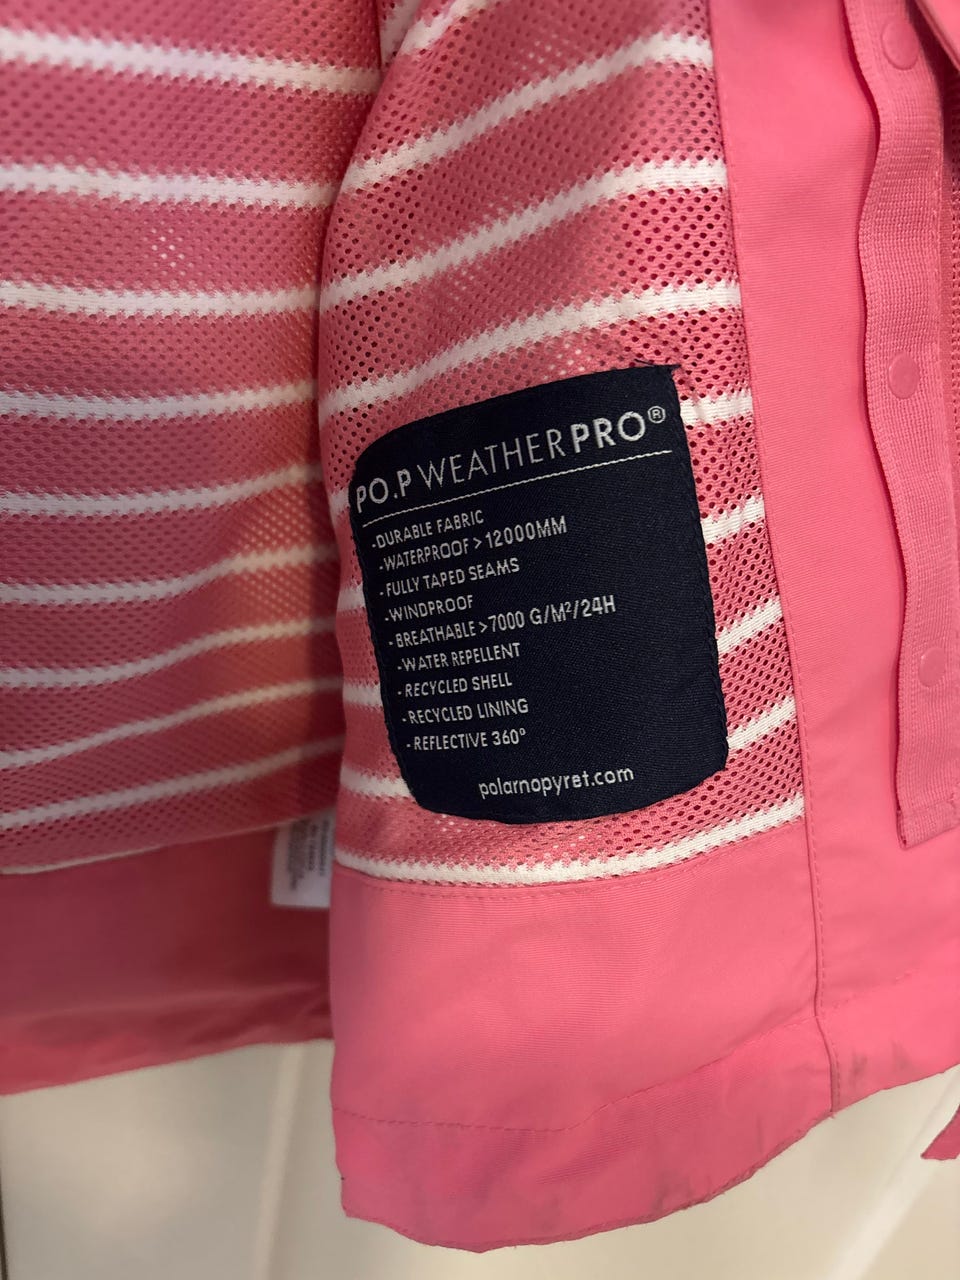 PO.P WEATHERPRO®
-DURABLE FABRIC
-WATERPROOF >12000MM
-FULLY TAPED SEAMS
-WINDPROOF
-BREATHABLE >7000 G/M²/24H
-WATER REPELLENT
-RECYCLED SHELL
-RECYCLED LINING
-REFLECTIVE 360°
polarnopyret.com